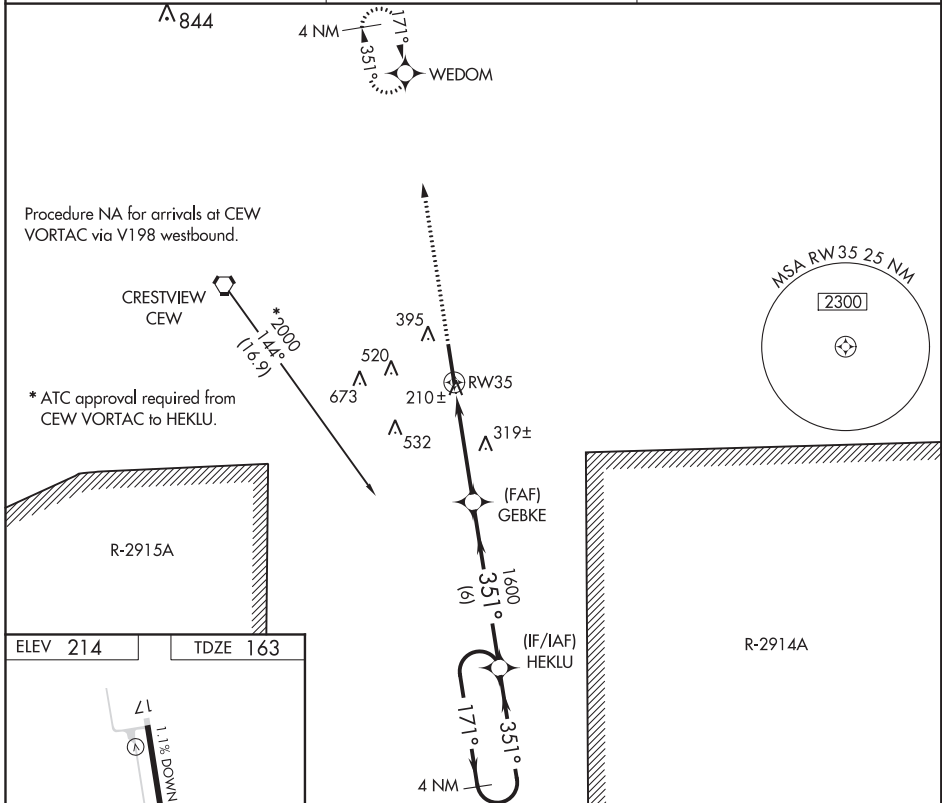 844
4 NM
171°
351°
WEDOM
Procedure NA for arrivals at CEW
VORTAC via V198 westbound.
MSA RW35 25 NM
2300
CRESTVIEW
CEW
*2000
144°
(16.9)
395
520
673
210±
RW35
* ATC approval required from
CEW VORTAC to HEKLU.
532
319±
(FAF)
GEBKE
R-2915A
1600
351°
(6)
(IF/IAF)
HEKLU
R-2914A
ELEV 214
TDZE 163
17
1.1% DOWN
V
171°
351°
4 NM